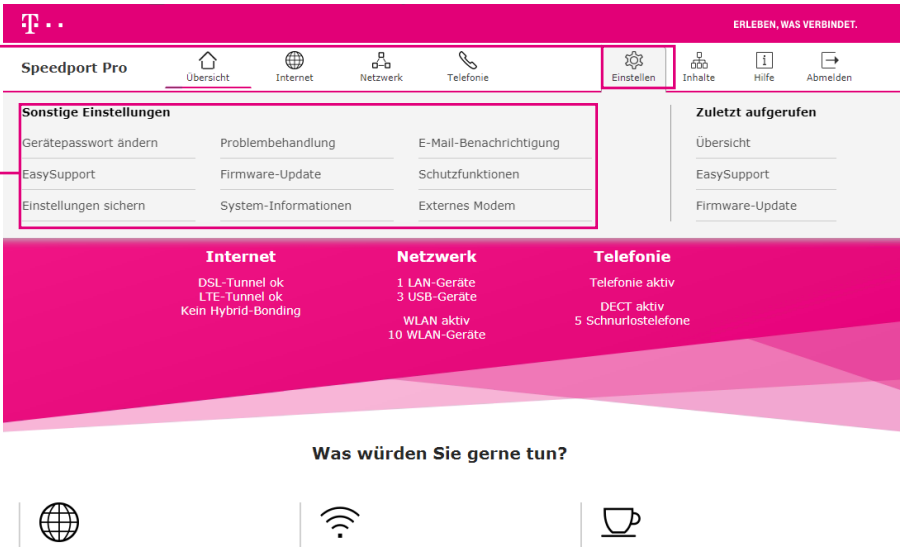 T
ERLEBEN, WAS VERBINDET.
Speedport Pro
Übersicht
Internet
Netzwerk
Telefonie
Einstellen
Inhalte
i
Hilfe
Abmelden
Sonstige Einstellungen
Gerätepasswort ändern
Problembehandlung
E-Mail-Benachrichtigung
EasySupport
Firmware-Update
Schutzfunktionen
Einstellungen sichern
System-Informationen
Externes Modem
Zuletzt aufgerufen
Übersicht
EasySupport
Firmware-Update
Internet
DSL-Tunnel ok
LTE-Tunnel ok
Kein Hybrid-Bonding
Netzwerk
1 LAN-Geräte
3 USB-Geräte
WLAN aktiv
10 WLAN-Geräte
Telefonie
Telefonie aktiv
DECT aktiv
5 Schnurlostelefone
Was würden Sie gerne tun?